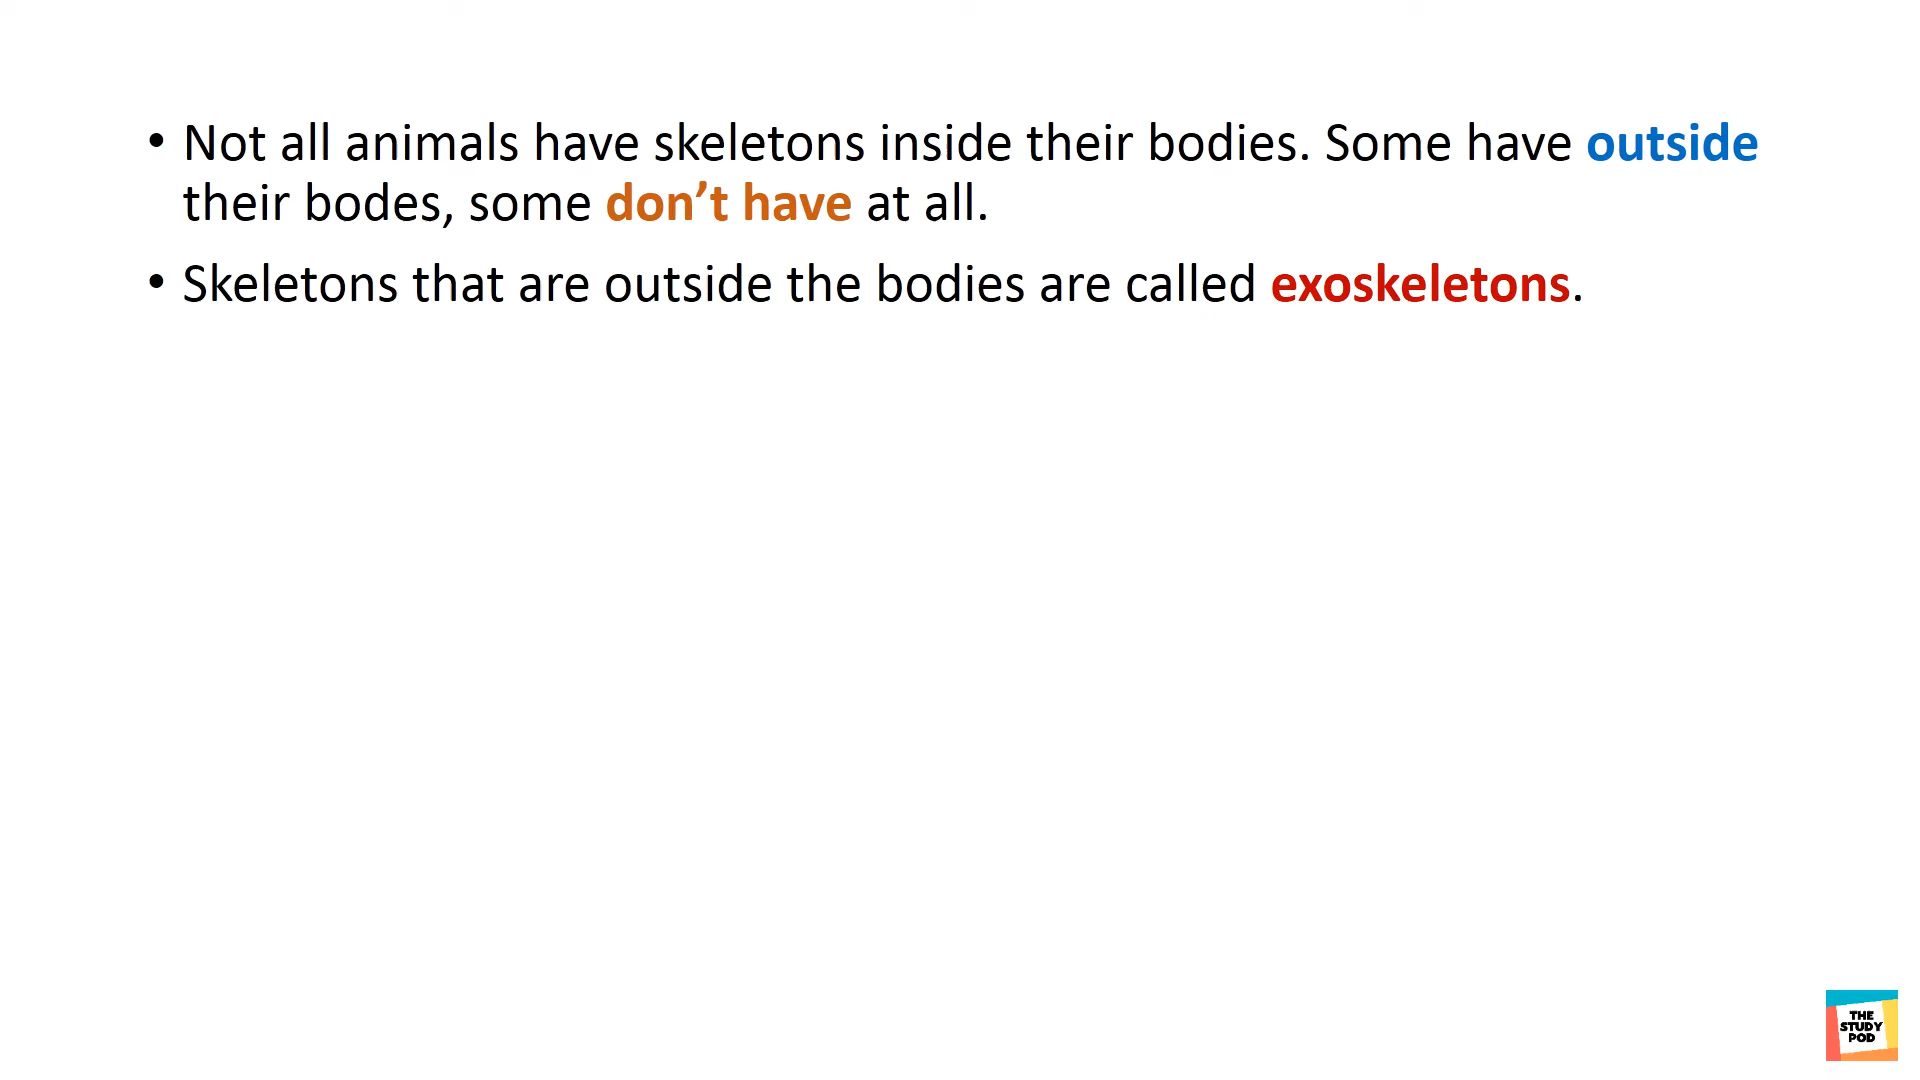 • Not all animals have skeletons inside their bodies. Some have outside
their bodes, some don’t have at all.
• Skeletons that are outside the bodies are called exoskeletons.
THE
STUDY
POD